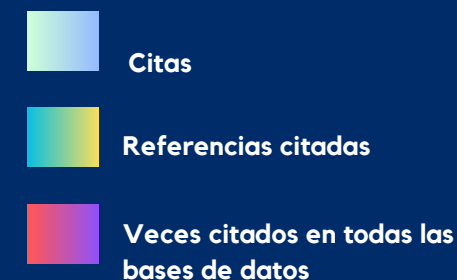 Citas
Referencias citadas
Veces citados en todas las
bases de datos